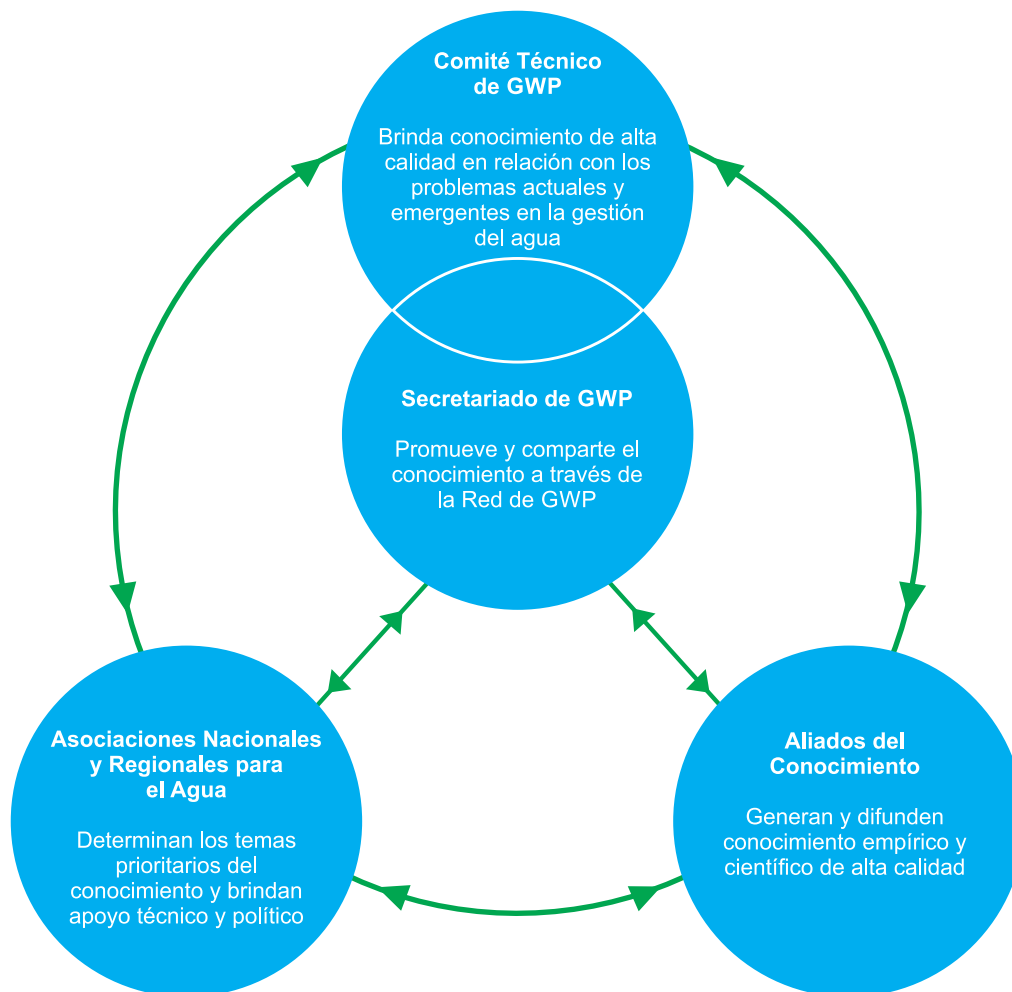 Comité Técnico
de GWP
Brinda conocimiento de alta
calidad en relación con los
problemas actuales y
emergentes en la gestión
del agua
Secretariado de GWP
Promueve y comparte el
conocimiento a través de
la Red de GWP
Asociaciones Nacionales
y Regionales para
el Agua
Determinan los temas
prioritarios del
conocimiento y brindan
apoyo técnico y político
Aliados del
Conocimiento
Generan y difunden
conocimiento empírico y
científico de alta calidad